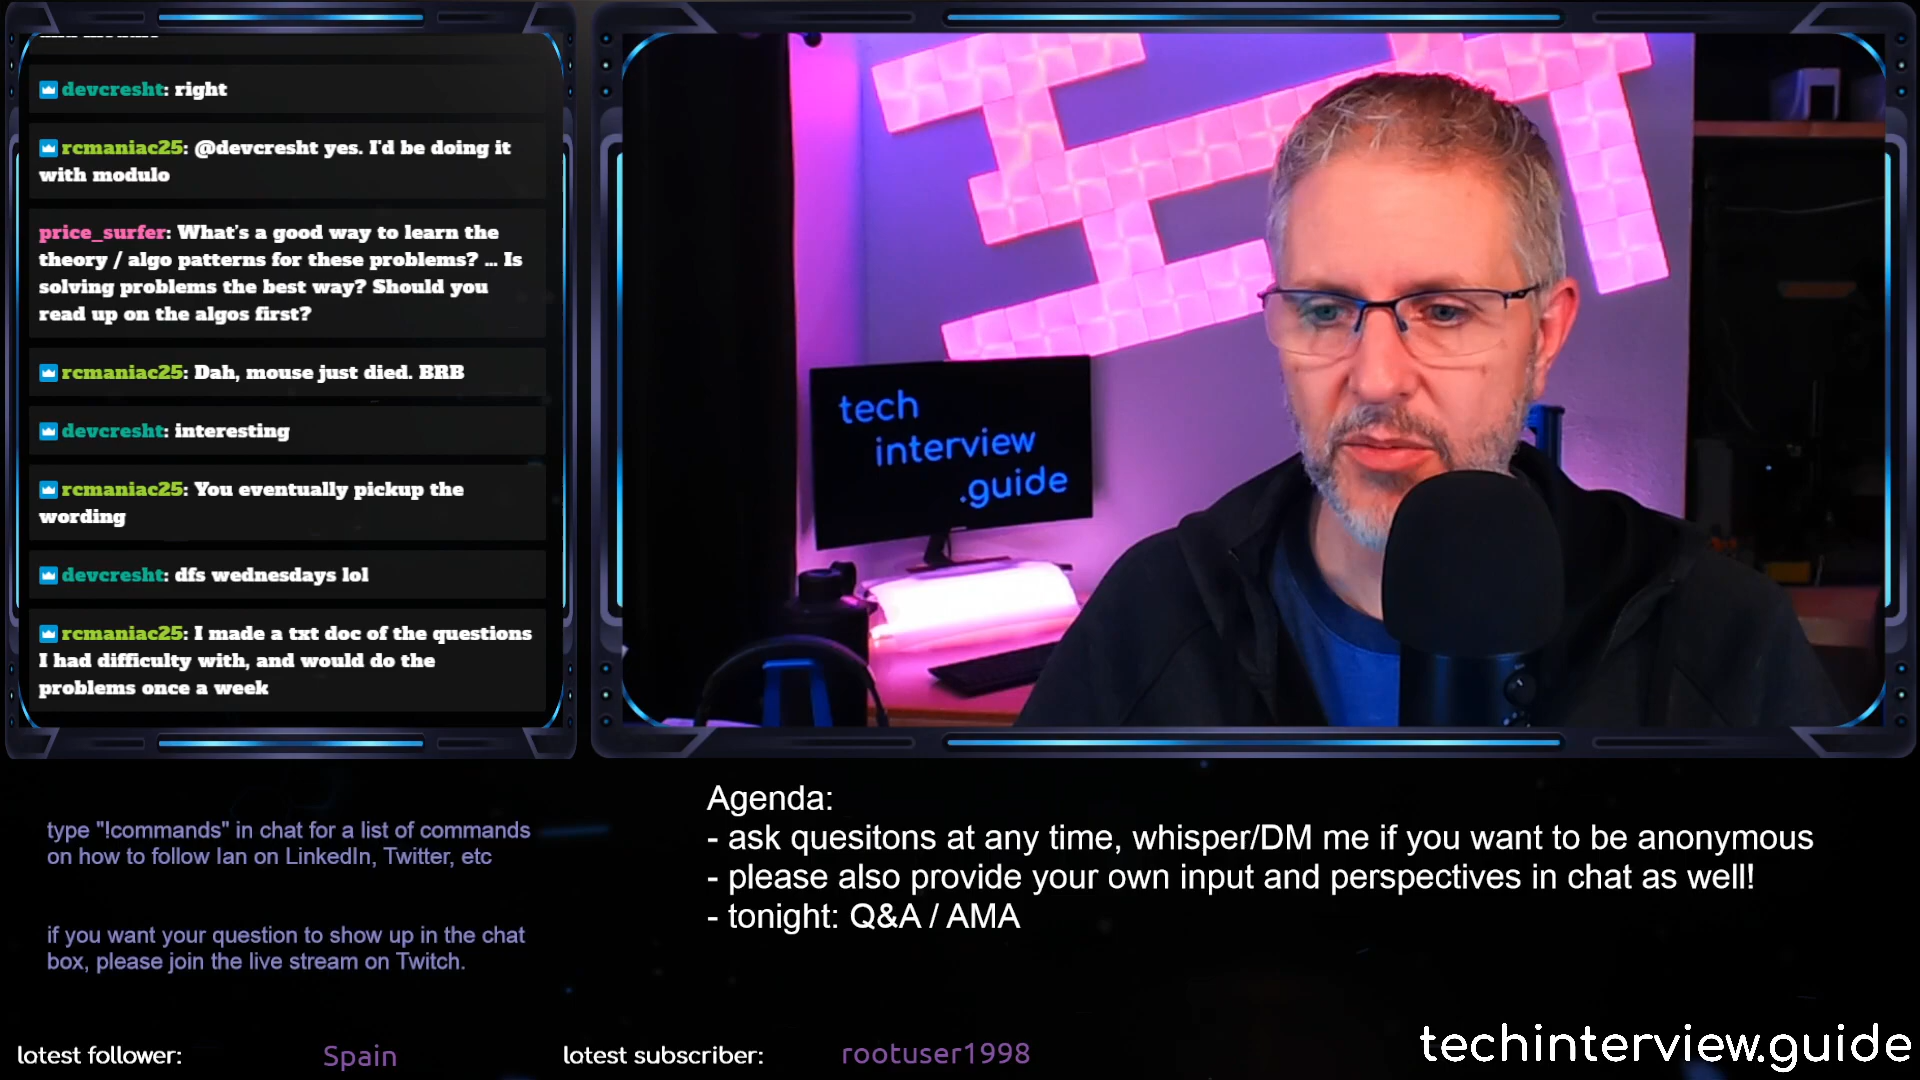 devcresht: right
rcmaniac25: @devcresht yes. I'd be doing it
with modulo
price_surfer: What's a good way to learn the
theory / algo patterns for these problems? ... Is
solving problems the best way? Should you
read up on the algos first?
rcmaniac25: Dah, mouse just died. BRB
devcresht: interesting
rcmaniac25: You eventually pickup the
wording
devcresht: dfs wednesdays lol
rcmaniac25: I made a txt doc of the questions
I had difficulty with, and would do the
problems once a week
tech
interview
.guide
type "!commands" in chat for a list of commands
on how to follow Ian on LinkedIn, Twitter, etc
if you want your question to show up in the chat
box, please join the live stream on Twitch.
Agenda:
- ask quesitons at any time, whisper/DM me if you want to be anonymous
- please also provide your own input and perspectives in chat as well!
- tonight: Q&A / AMA
latest follower: Spain
latest subscriber: rootuser1998
techinterview.guide